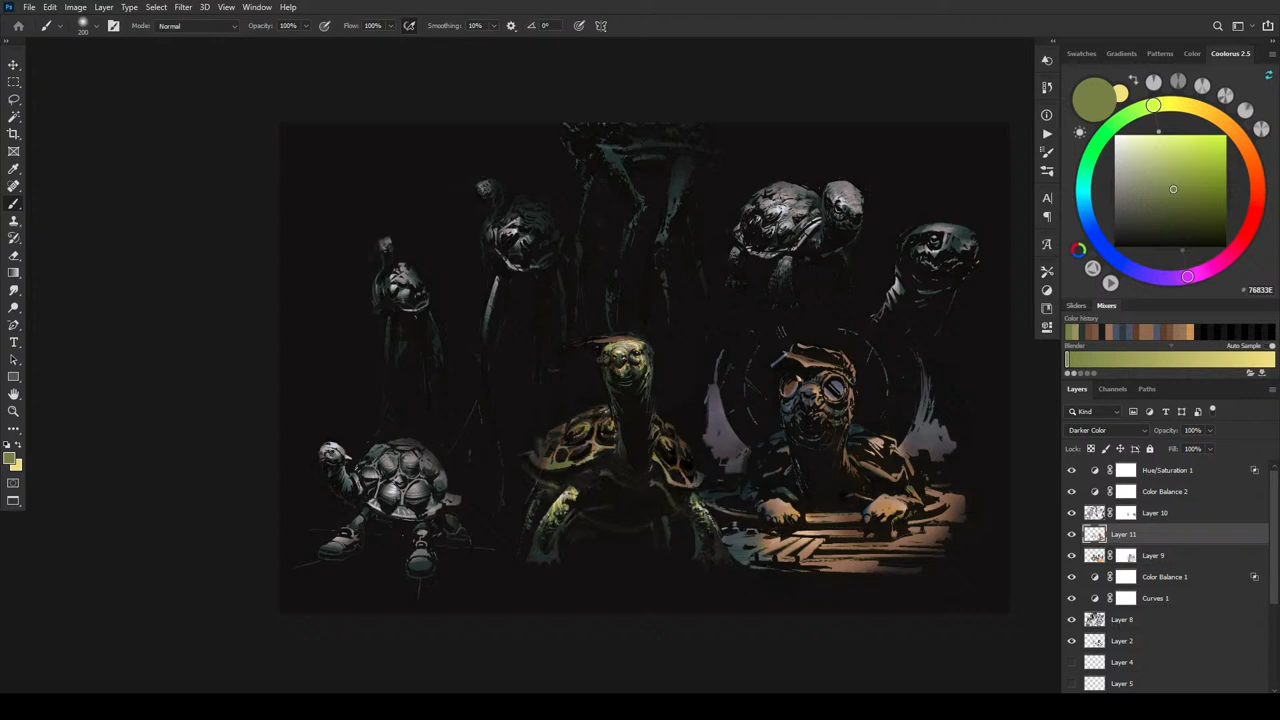 Ps File Edit Image Layer Type Select Filter 3D View Window Help
200 Mode: Normal Opacity: 100% Flow: 100% Smoothing: 10% 0°
Swatches Gradients Patterns Color Coolorus 2.5
# 76833E
Sliders Mixers
Color history
Blender Auto Sample
Layers Channels Paths
Kind
Darker Color Opacity: 100%
Lock: Fill: 100%
Hue/Saturation 1
Color Balance 2
Layer 10
Layer 11
Layer 9
Color Balance 1
Curves 1
Layer 8
Layer 2
Layer 4
Layer 5